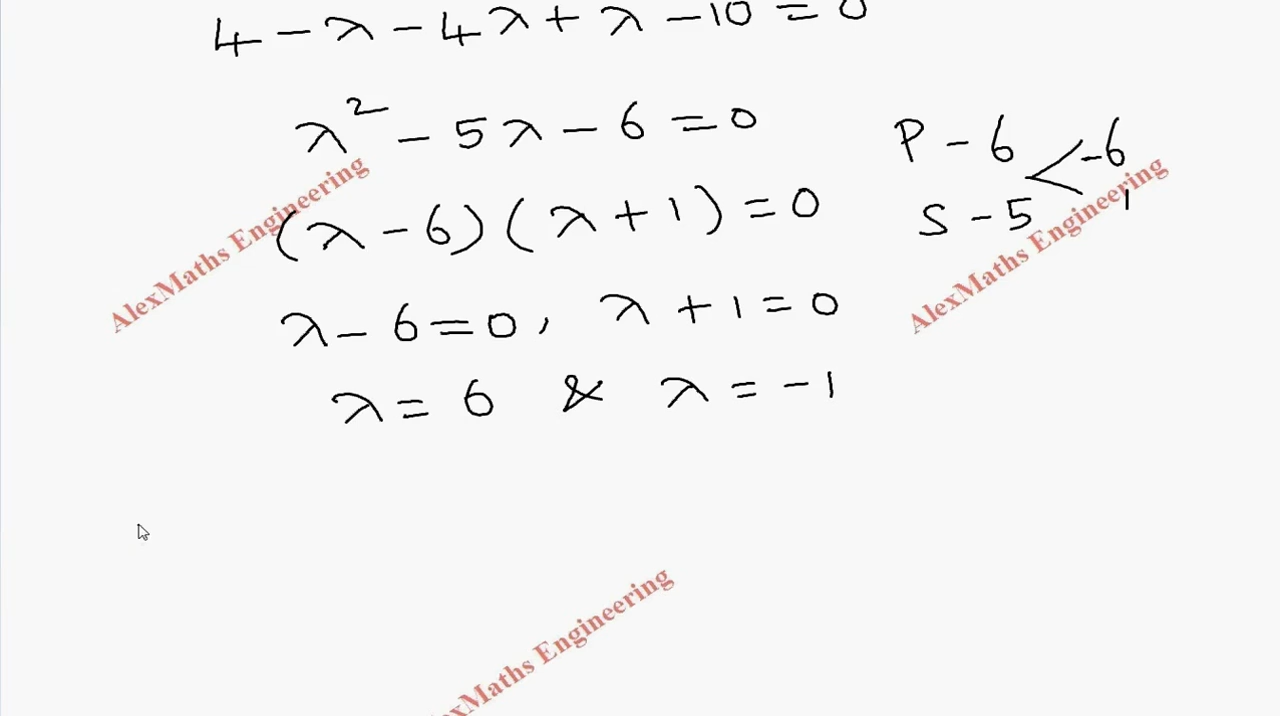 4 - λ - 4λ + λ - 10 = 0
λ² - 5λ - 6 = 0
P - 6 < -6
S - 5 1
(λ - 6) (λ + 1) = 0
λ - 6 = 0, λ + 1 = 0
λ = 6 & λ = - 1
AlexMaths Engineering
AlexMaths Engineering
AlexMaths Engineering